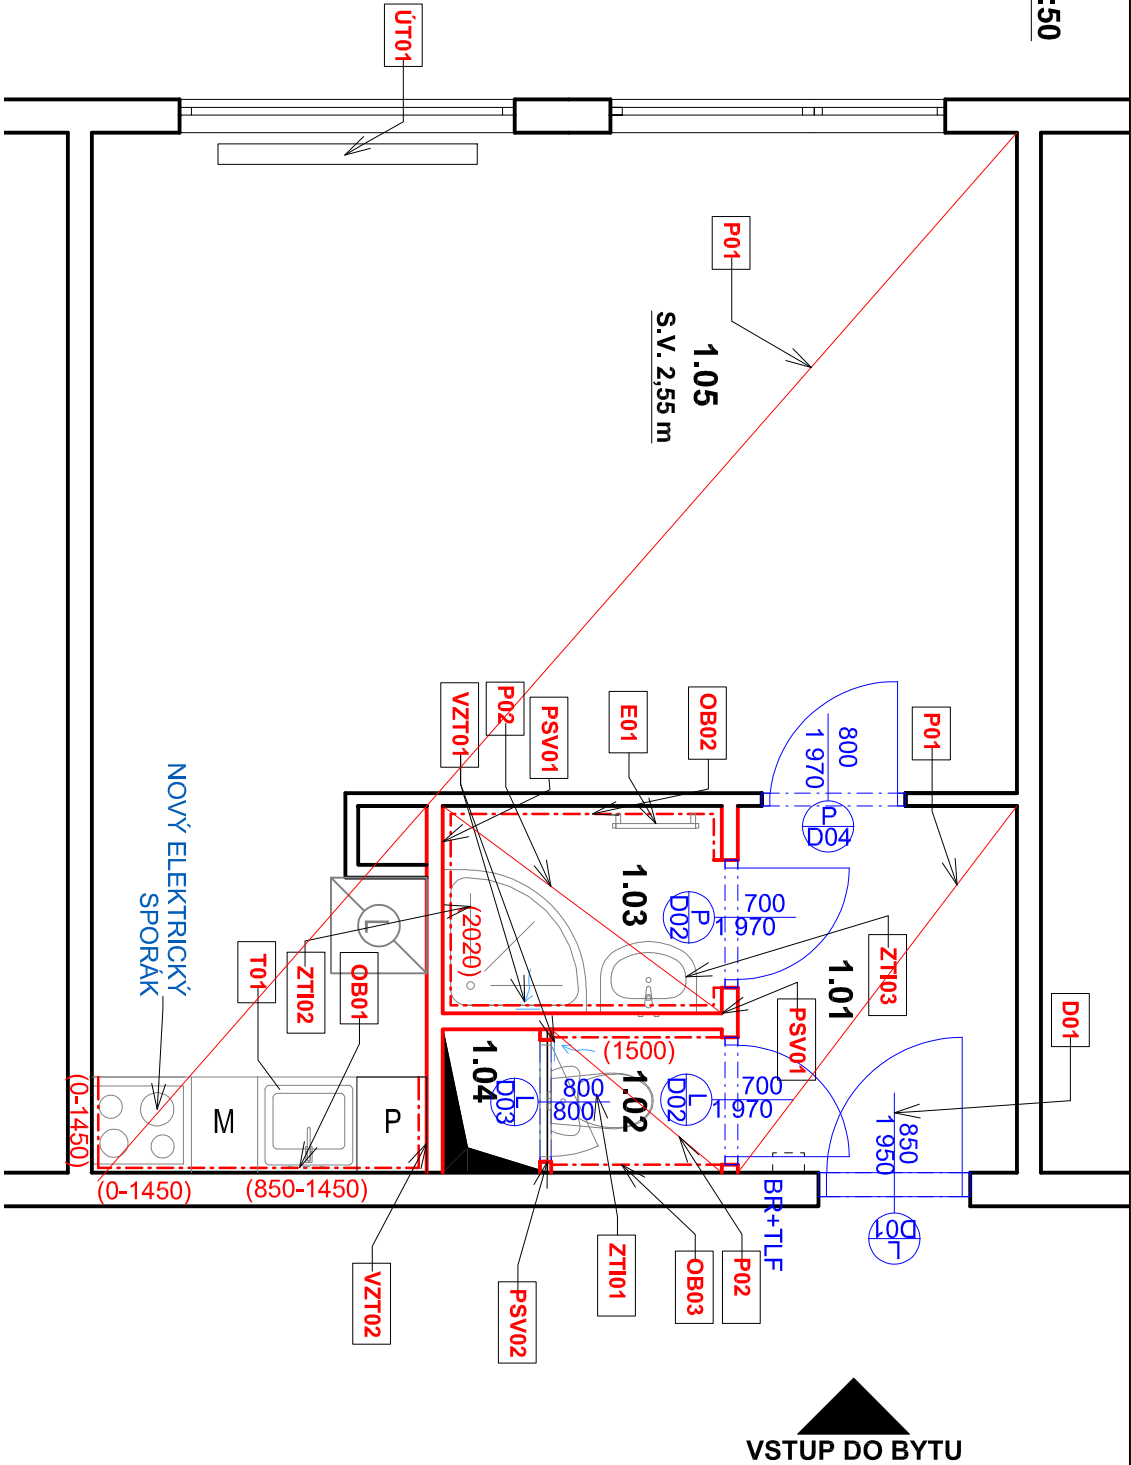 :50
ÚT01
P01
1.05
S.V. 2,55 m
VZT01
P02
PSV01
E01
OB02
800
1 970
P01
P
D04
NOVÝ ELEKTRICKÝ
SPORÁK
1.03
P
D02
700
1 970
(2020)
L
T01
ZTI02
OB01
ZTI03
1.01
PSV01
D01
1.04
L
D03
800
800
(1500)
1.02
L
D02
700
1 970
850
1 950
(0-1450)
M
P
(0-1450)
(850-1450)
BR+TLF
L
D01
VZT02
PSV02
ZTI01
OB03
P02
VSTUP DO BYTU